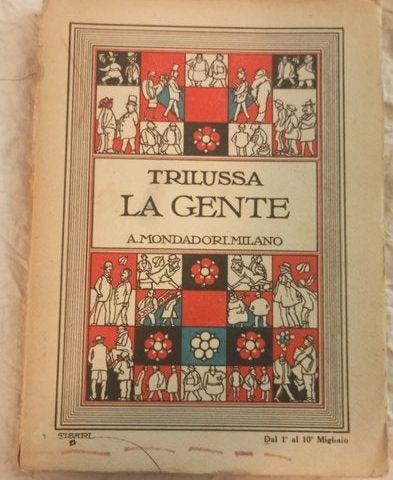 TRILUSSA
LA GENTE
A. MONDADORI. MILANO
Dal 1° al 10° Migliaio